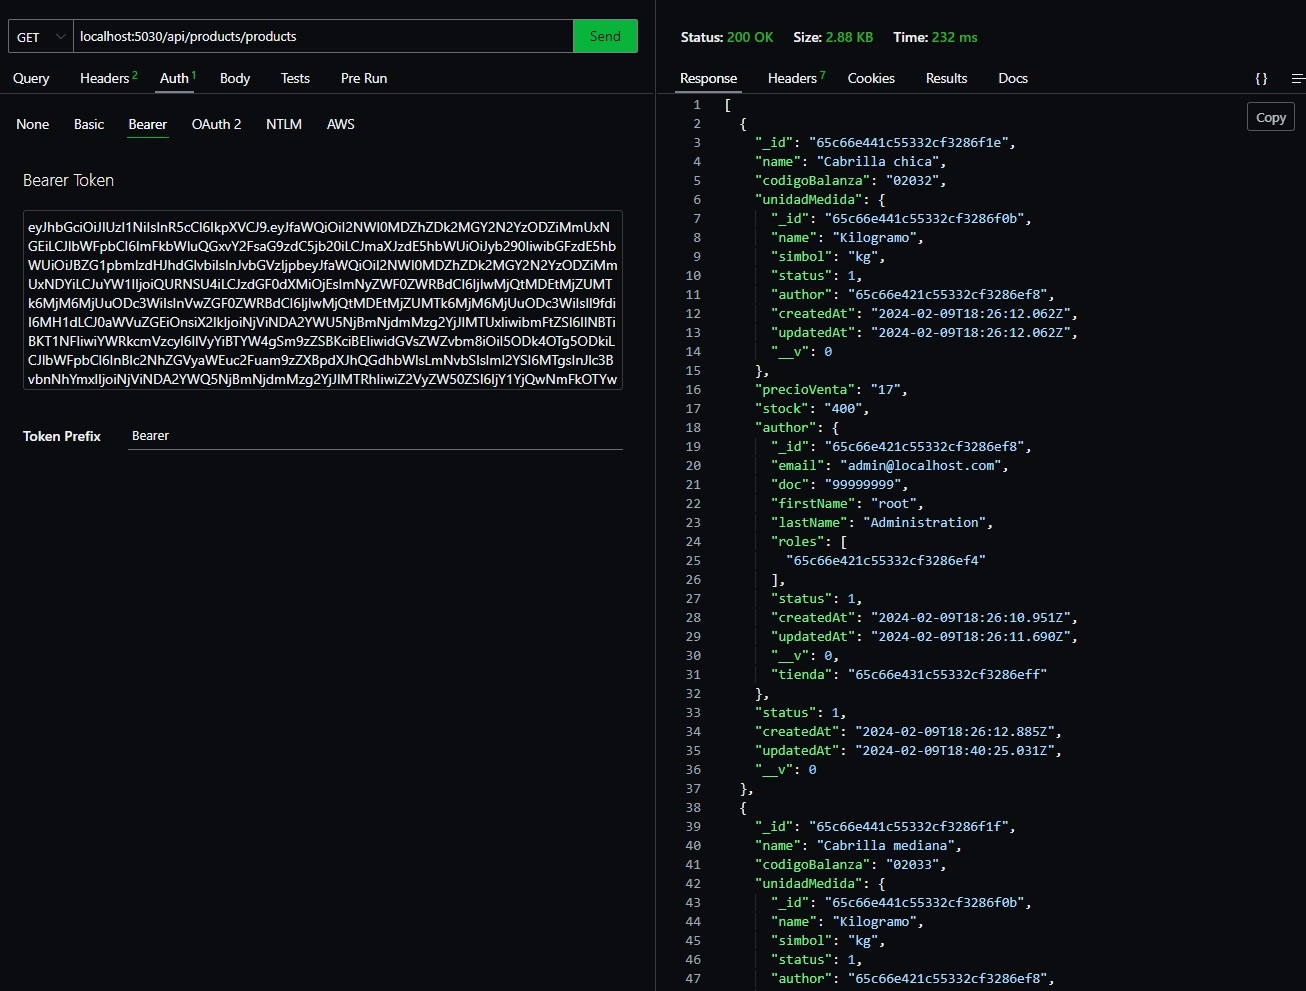 GET localhost:5030/api/products/products Send
Query Headers 2 Auth 1 Body Tests Pre Run
None Basic Bearer OAuth 2 NTLM AWS
Bearer Token
Token Prefix Bearer
Status: 200 OK Size: 2.88 KB Time: 232 ms
Response Headers 7 Cookies Results Docs {}
Copy
1 [
2 {
3 "_id": "65c66e441c55332cf3286f1e",
4 "name": "Cabrilla chica",
5 "codigoBalanza": "02032",
6 "unidadMedida": {
7 "_id": "65c66e441c55332cf3286f0b",
8 "name": "Kilogramo",
9 "simbol": "kg",
10 "status": 1,
11 "author": "65c66e421c55332cf3286ef8",
12 "createdAt": "2024-02-09T18:26:12.062Z",
13 "updatedAt": "2024-02-09T18:26:12.062Z",
14 "__v": 0
15 },
16 "precioVenta": "17",
17 "stock": "400",
18 "author": {
19 "_id": "65c66e421c55332cf3286ef8",
20 "email": "admin@localhost.com",
21 "doc": "99999999",
22 "firstName": "root",
23 "lastName": "Administration",
24 "roles": [
25 "65c66e421c55332cf3286ef4"
26 ],
27 "status": 1,
28 "createdAt": "2024-02-09T18:26:10.951Z",
29 "updatedAt": "2024-02-09T18:26:11.690Z",
30 "__v": 0,
31 "tienda": "65c66e431c55332cf3286eff"
32 },
33 "status": 1,
34 "createdAt": "2024-02-09T18:26:12.885Z",
35 "updatedAt": "2024-02-09T18:40:25.031Z",
36 "__v": 0
37 },
38 {
39 "_id": "65c66e441c55332cf3286f1f",
40 "name": "Cabrilla mediana",
41 "codigoBalanza": "02033",
42 "unidadMedida": {
43 "_id": "65c66e441c55332cf3286f0b",
44 "name": "Kilogramo",
45 "simbol": "kg",
46 "status": 1,
47 "author": "65c66e421c55332cf3286ef8",